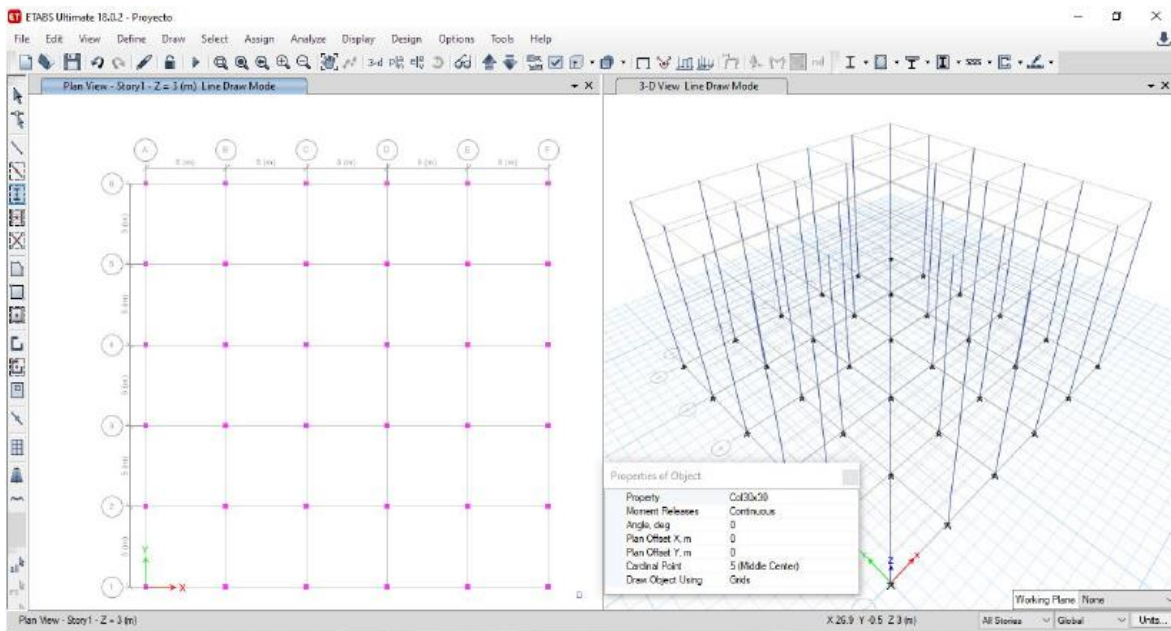 ETABS Ultimate 18.0.2 - Proyecto
File Edit View Define Draw Select Assign Analyze Display Design Options Tools Help
3-d
Plan View - Story1 - Z = 3 (m) Line Draw Mode
3-D View Line Draw Mode
A B C D E F
6
5
4
3
2
1
Y
X
Properties of Object
Property Col30x30
Moment Releases Continuous
Angle, deg 0
Plan Offset X, m 0
Plan Offset Y, m 0
Cardinal Point 5 (Middle Center)
Draw Object Using Grids
Z
X
Working Plane None
Plan View - Story1 - Z = 3 (m)
X 26.9 Y -0.5 Z 3 (m)
All Stories Global Units...